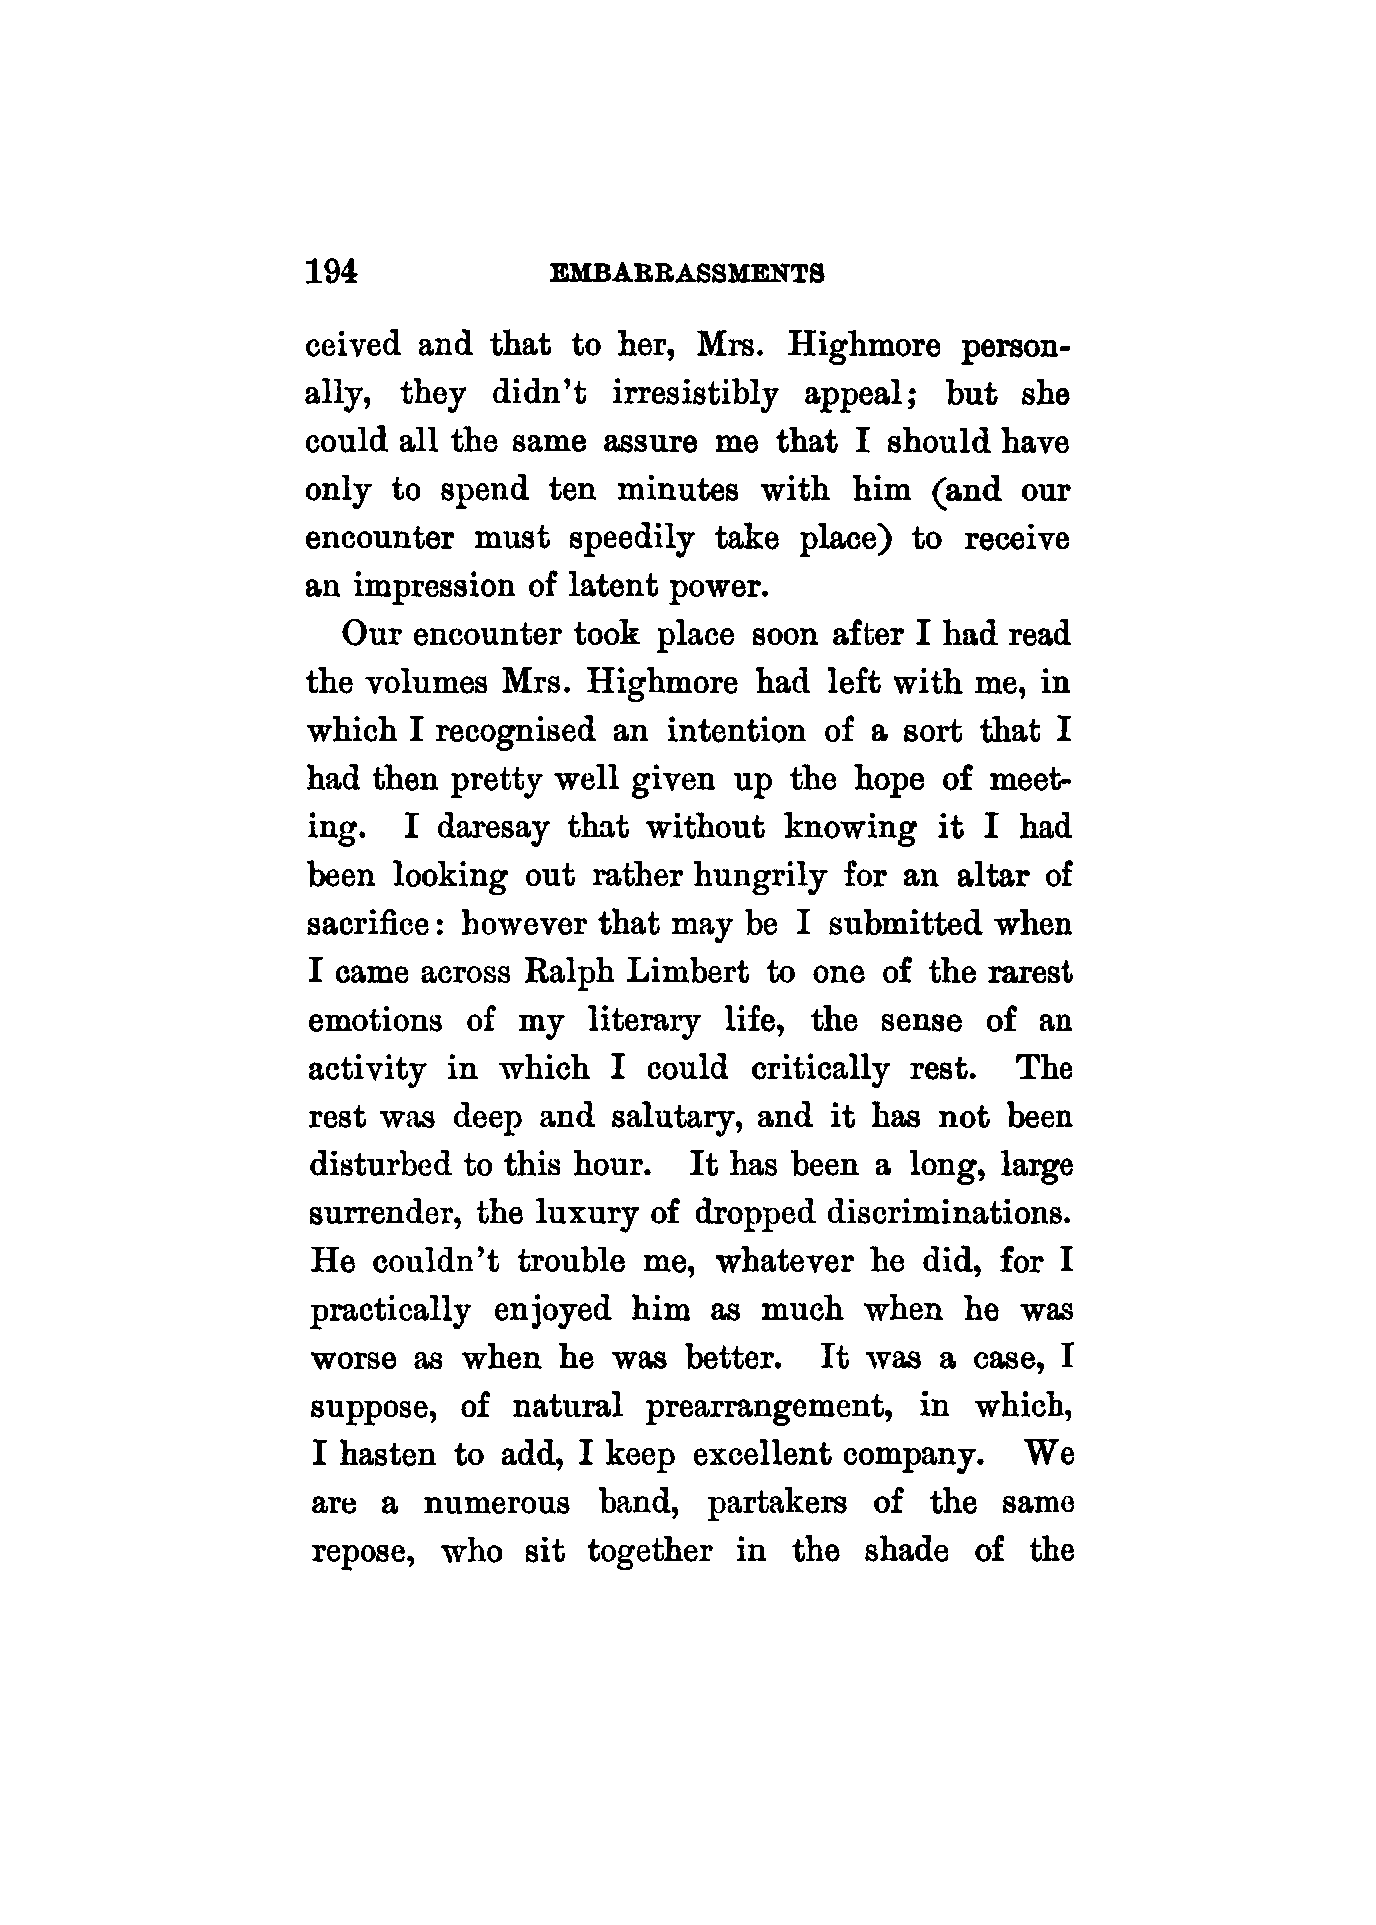 194 EMBARRASSMENTS
ceived and that to her, Mrs. Highmore person-
ally, they didn't irresistibly appeal; but she
could all the same assure me that I should have
only to spend ten minutes with him (and our
encounter must speedily take place) to receive
an impression of latent power.
Our encounter took place soon after I had read
the volumes Mrs. Highmore had left with me, in
which I recognised an intention of a sort that I
had then pretty well given up the hope of meet-
ing. I daresay that without knowing it I had
been looking out rather hungrily for an altar of
sacrifice: however that may be I submitted when
I came across Ralph Limbert to one of the rarest
emotions of my literary life, the sense of an
activity in which I could critically rest. The
rest was deep and salutary, and it has not been
disturbed to this hour. It has been a long, large
surrender, the luxury of dropped discriminations.
He couldn't trouble me, whatever he did, for I
practically enjoyed him as much when he was
worse as when he was better. It was a case, I
suppose, of natural prearrangement, in which,
I hasten to add, I keep excellent company. We
are a numerous band, partakers of the same
repose, who sit together in the shade of the